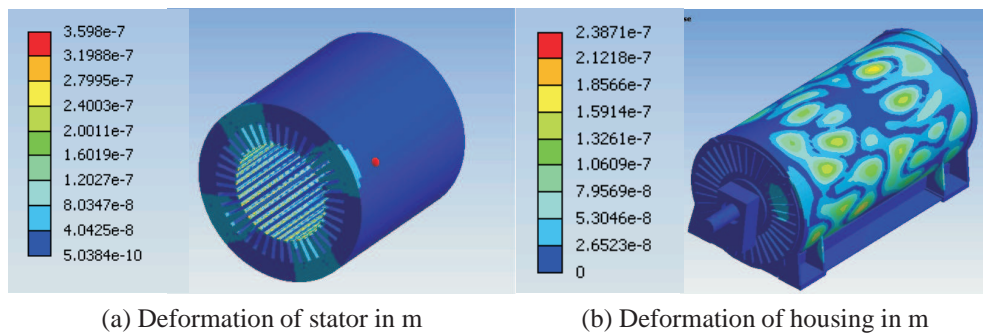 3.598e-7
3.1988e-7
2.7995e-7
2.4003e-7
2.0011e-7
1.6019e-7
1.2027e-7
8.0347e-8
4.0425e-8
5.0384e-10
(a) Deformation of stator in m
se
2.3871e-7
2.1218e-7
1.8566e-7
1.5914e-7
1.3261e-7
1.0609e-7
7.9569e-8
5.3046e-8
2.6523e-8
0
(b) Deformation of housing in m